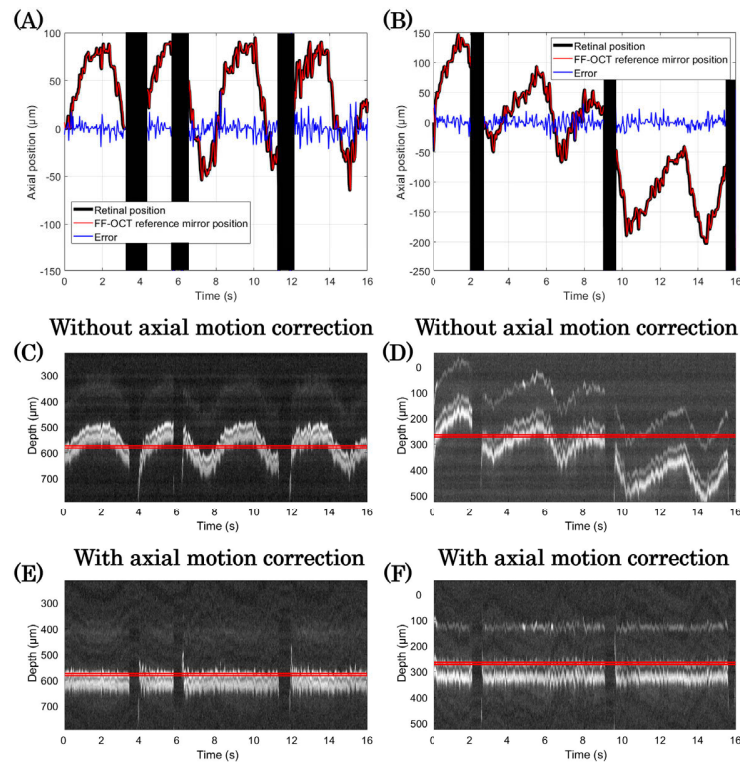 (A)
100
50
0
-50
-100
-150
Axial position (µm)
Retinal position
FF-OCT reference mirror position
Error
0 2 4 6 8 10 12 14 16
Time (s)
(B)
150
100
50
0
-50
-100
-150
-200
-250
Axial position (µm)
Retinal position
FF-OCT reference mirror position
Error
0 2 4 6 8 10 12 14 16
Time (s)
Without axial motion correction
(C)
300
400
500
600
700
Depth (µm)
0 2 4 6 8 10 12 14 16
Time (s)
Without axial motion correction
(D)
0
100
200
300
400
500
Depth (µm)
0 2 4 6 8 10 12 14 16
Time (s)
With axial motion correction
(E)
300
400
500
600
700
Depth (µm)
0 2 4 6 8 10 12 14 16
Time (s)
With axial motion correction
(F)
0
100
200
300
400
500
Depth (µm)
0 2 4 6 8 10 12 14 16
Time (s)